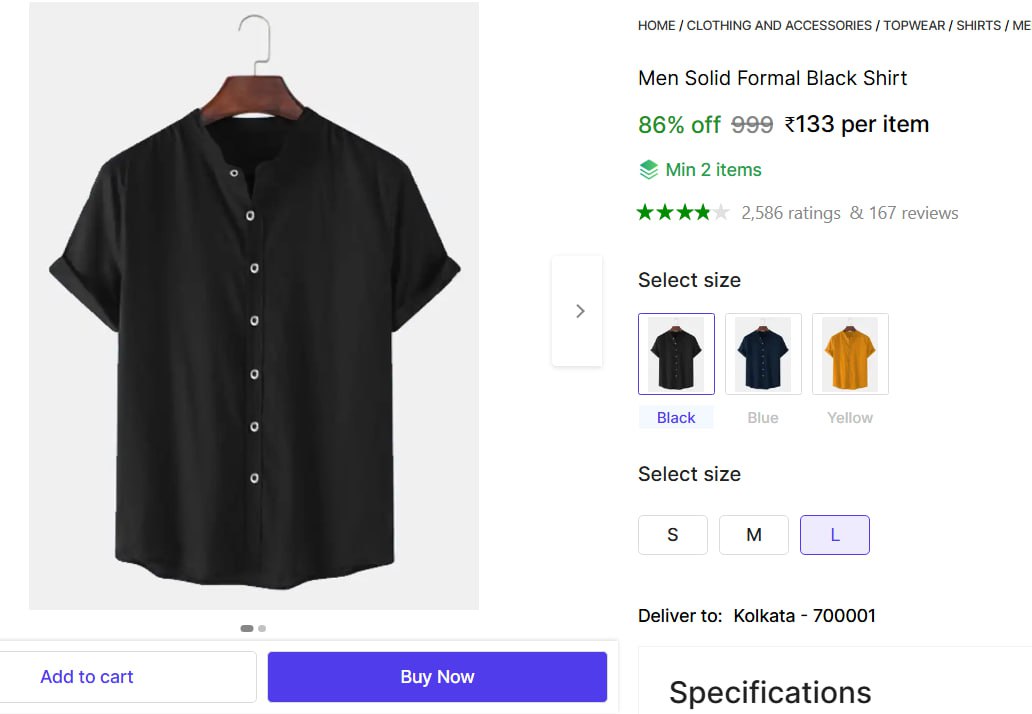 HOME / CLOTHING AND ACCESSORIES / TOPWEAR / SHIRTS / ME
Men Solid Formal Black Shirt
86% off 999 ₹133 per item
Min 2 items
2,586 ratings & 167 reviews
Select size
Black Blue Yellow
Select size
S M L
Deliver to: Kolkata - 700001
Add to cart Buy Now
Specifications